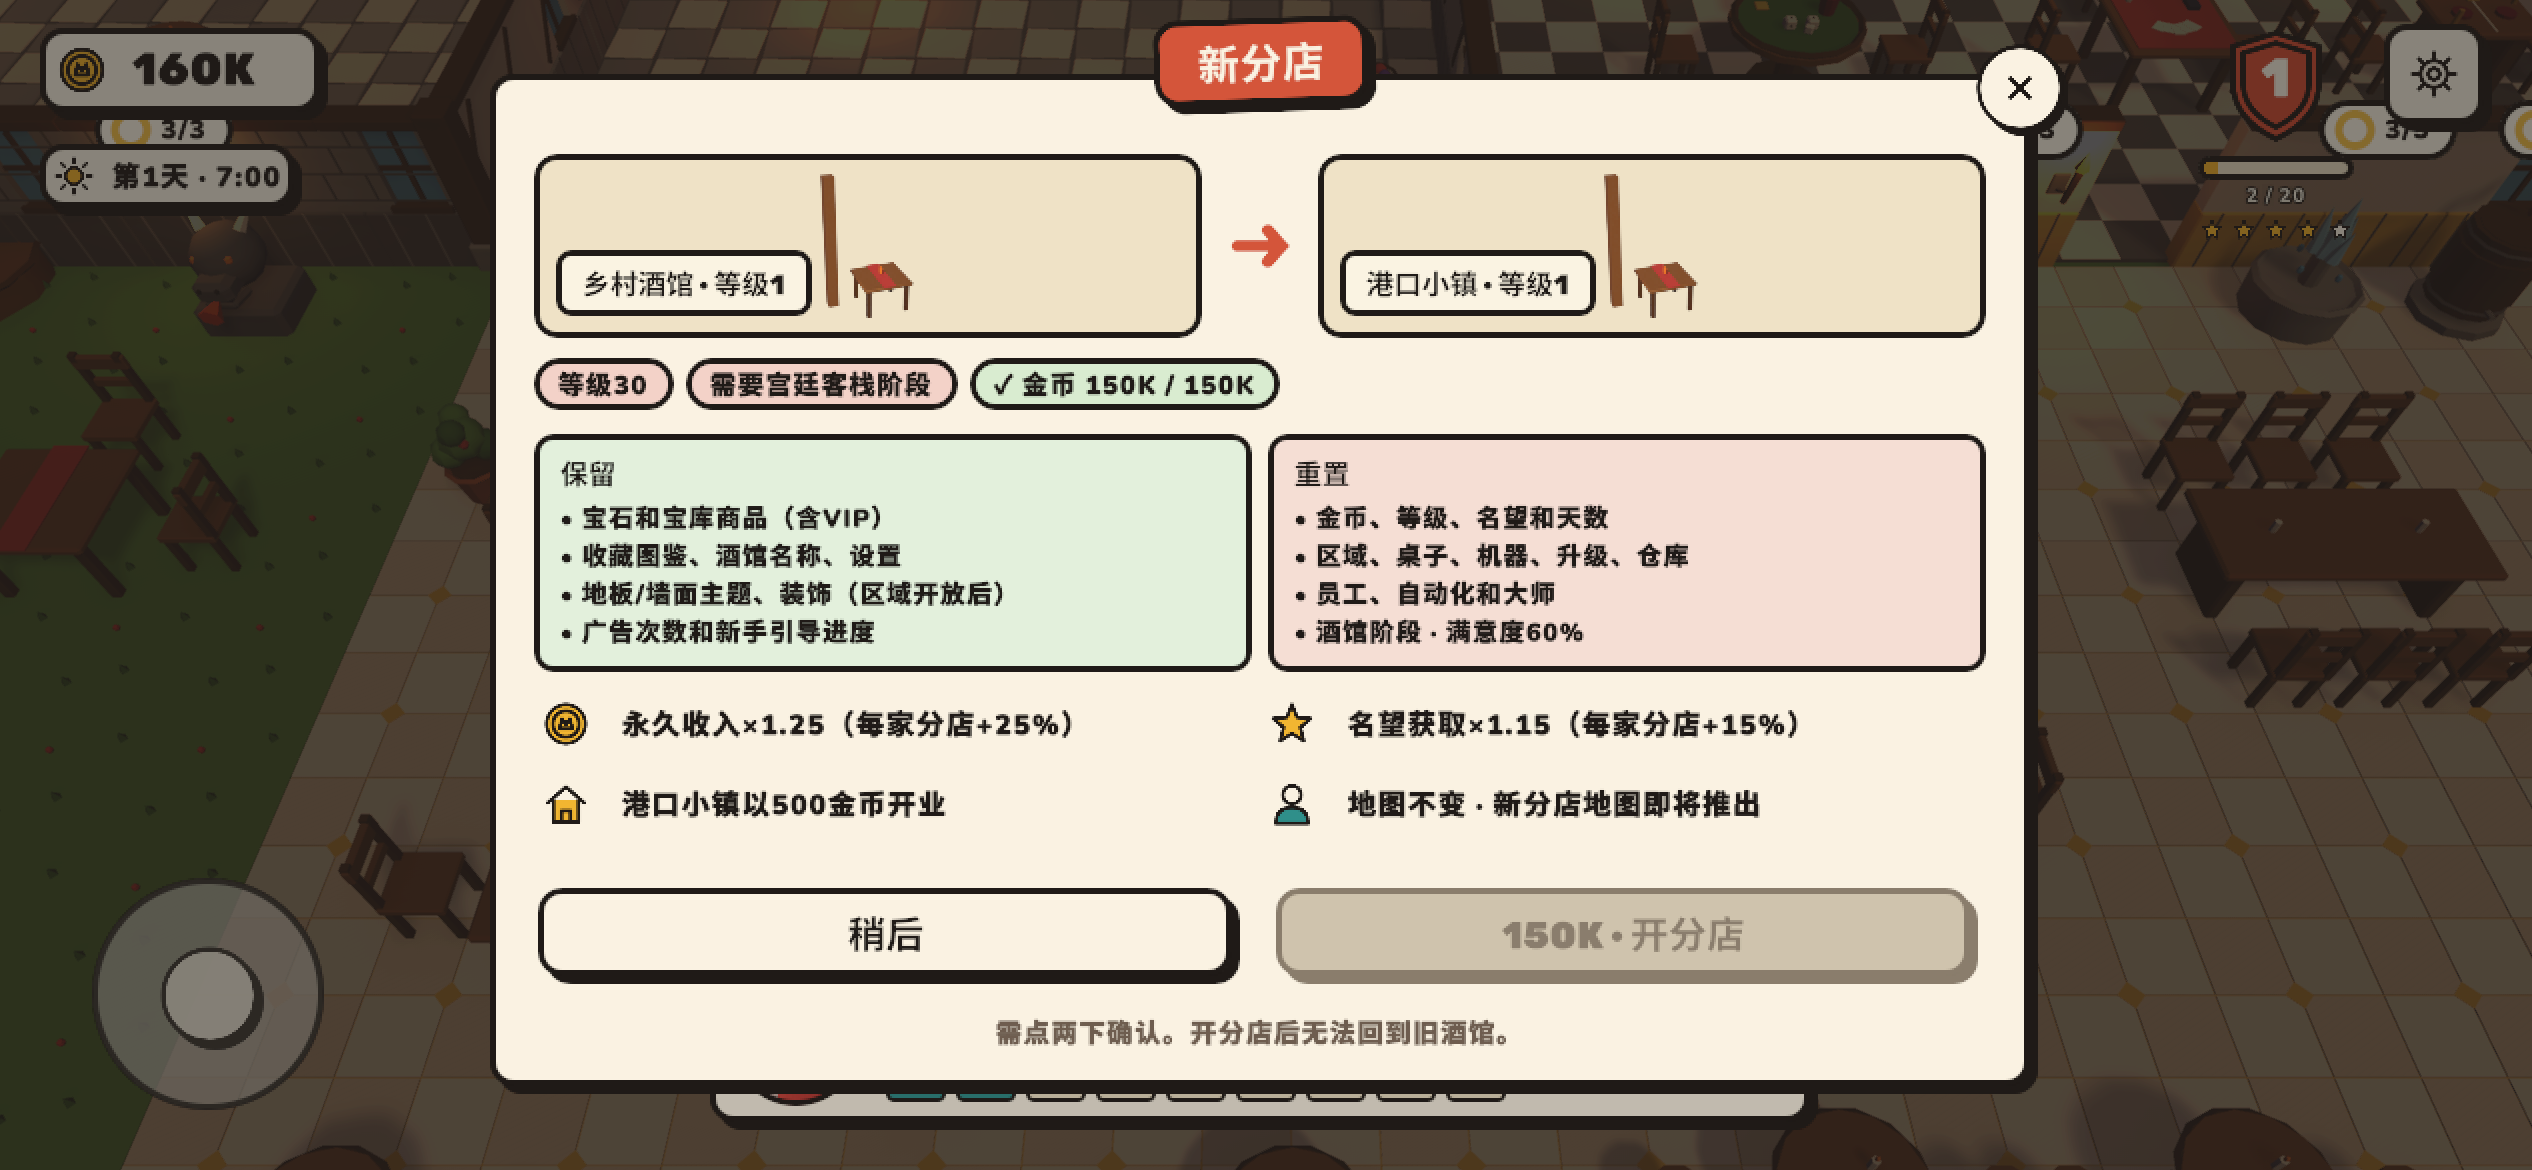 新分店
160K
3/3
第1天 · 7:00
1
3/3
2 / 20
乡村酒馆 • 等级1
港口小镇 • 等级1
等级30
需要宫廷客栈阶段
✓ 金币 150K / 150K
保留
• 宝石和宝库商品（含VIP）
• 收藏图鉴、酒馆名称、设置
• 地板/墙面主题、装饰（区域开放后）
• 广告次数和新手引导进度
重置
• 金币、等级、名望和天数
• 区域、桌子、机器、升级、仓库
• 员工、自动化和大师
• 酒馆阶段 · 满意度60%
永久收入×1.25（每家分店+25%）
名望获取×1.15（每家分店+15%）
港口小镇以500金币开业
地图不变 · 新分店地图即将推出
稍后
150K • 开分店
需点两下确认。开分店后无法回到旧酒馆。